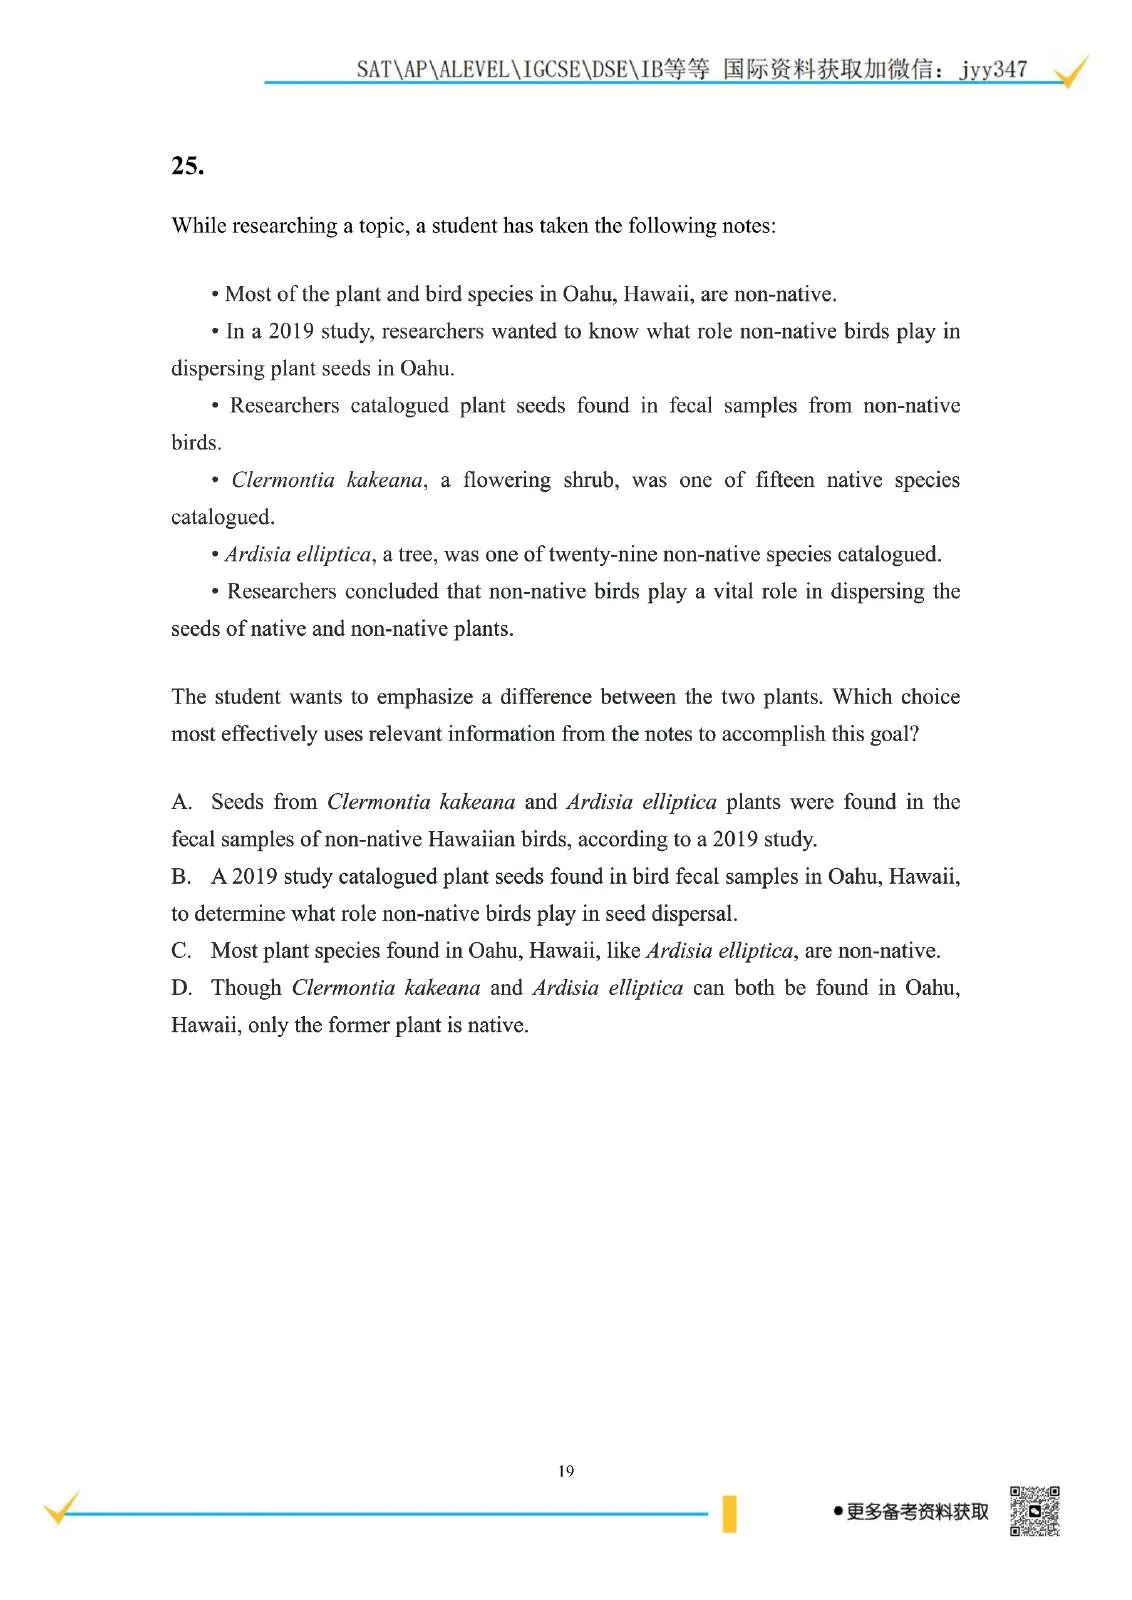 SAT\AP\ALEVEL\IGCSE\DSE\IB等等 国际资料获取加微信：jyy347
25.
While researching a topic, a student has taken the following notes:
• Most of the plant and bird species in Oahu, Hawaii, are non-native.
• In a 2019 study, researchers wanted to know what role non-native birds play in
dispersing plant seeds in Oahu.
• Researchers catalogued plant seeds found in fecal samples from non-native
birds.
• Clermontia kakeana, a flowering shrub, was one of fifteen native species
catalogued.
• Ardisia elliptica, a tree, was one of twenty-nine non-native species catalogued.
• Researchers concluded that non-native birds play a vital role in dispersing the
seeds of native and non-native plants.
The student wants to emphasize a difference between the two plants. Which choice
most effectively uses relevant information from the notes to accomplish this goal?
A. Seeds from Clermontia kakeana and Ardisia elliptica plants were found in the
fecal samples of non-native Hawaiian birds, according to a 2019 study.
B. A 2019 study catalogued plant seeds found in bird fecal samples in Oahu, Hawaii,
to determine what role non-native birds play in seed dispersal.
C. Most plant species found in Oahu, Hawaii, like Ardisia elliptica, are non-native.
D. Though Clermontia kakeana and Ardisia elliptica can both be found in Oahu,
Hawaii, only the former plant is native.
19
●更多备考资料获取